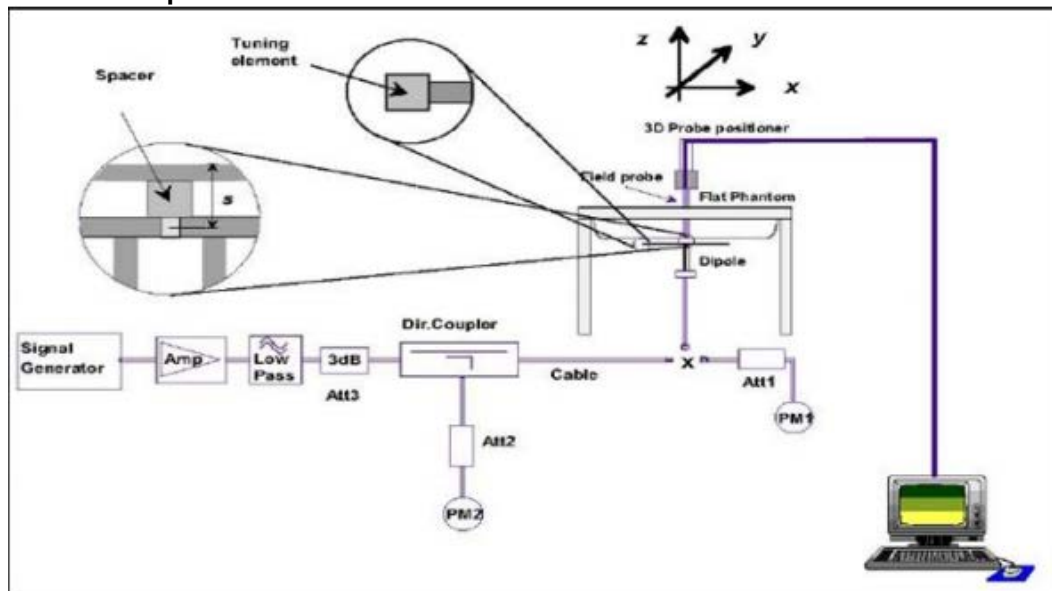 Tuning
element
Spacer
z
y
x
3D Probe positioner
Field probe
Flat Phantom
s
Dipole
Dir.Coupler
Signal
Generator
Amp
Low
Pass
3dB
Att3
Cable
x
Att1
PM1
Att2
PM2